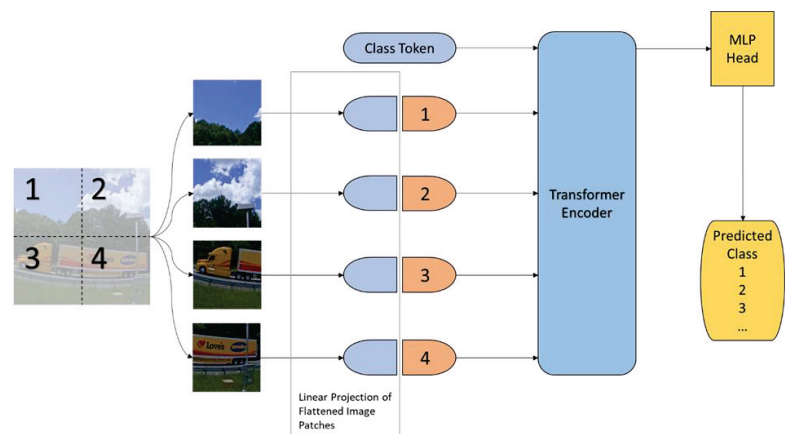 Class Token
MLP
Head
1
2
3
4
1
2
3
4
Love's
Transformer
Encoder
Predicted
Class
1
2
3
...
Linear Projection of
Flattened Image
Patches